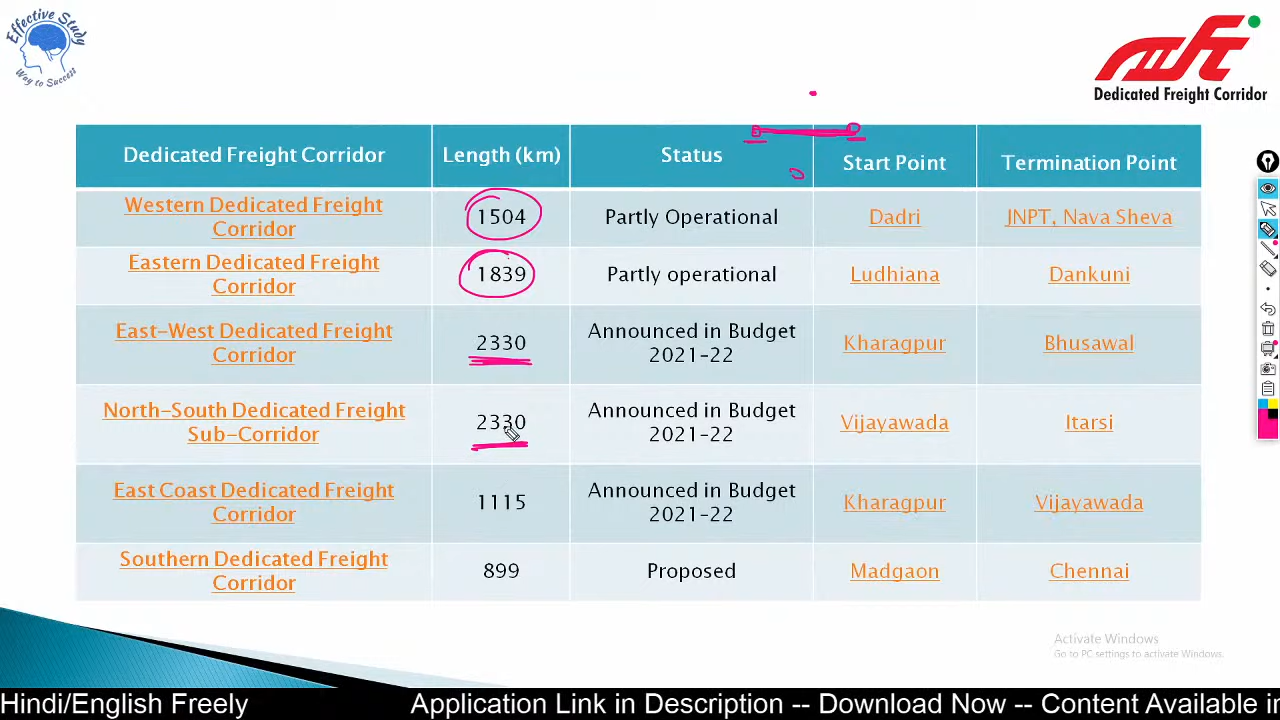 Effective Study
Way to Success
Dedicated Freight Corridor
Dedicated Freight Corridor Length (km) Status Start Point Termination Point
Western Dedicated Freight
Corridor 1504 Partly Operational Dadri JNPT, Nava Sheva
Eastern Dedicated Freight
Corridor 1839 Partly operational Ludhiana Dankuni
East-West Dedicated Freight
Corridor 2330 Announced in Budget
2021-22 Kharagpur Bhusawal
North-South Dedicated Freight
Sub-Corridor 2330 Announced in Budget
2021-22 Vijayawada Itarsi
East Coast Dedicated Freight
Corridor 1115 Announced in Budget
2021-22 Kharagpur Vijayawada
Southern Dedicated Freight
Corridor 899 Proposed Madgaon Chennai
Activate Windows
Go to PC settings to activate Windows.
Hindi/English Freely Application Link in Description -- Download Now -- Content Available in